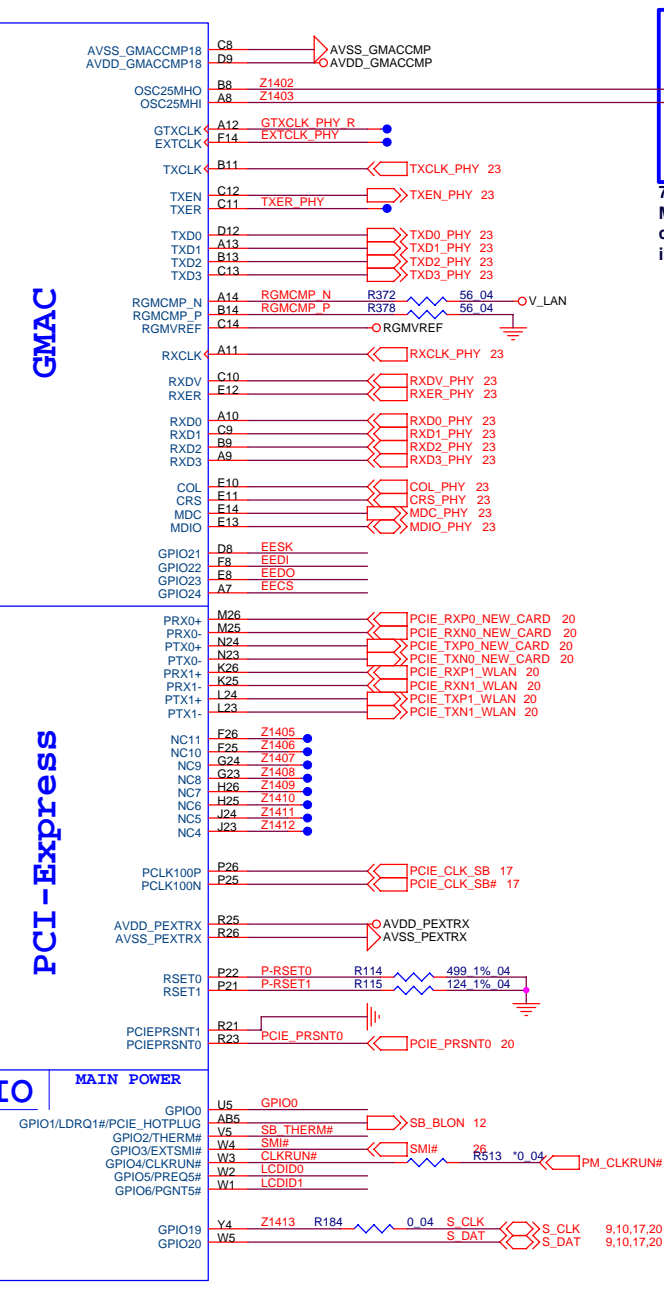 GMAC
AVSS_GMACCMP18 C8 AVSS_GMACCMP
AVDD_GMACCMP18 D9 AVDD_GMACCMP
OSC25MHO B8 Z1402
OSC25MHI A8 Z1403
GTXCLK A12 GTXCLK_PHY_R
EXTCLK F14 EXTCLK_PHY
TXCLK B11 TXCLK_PHY 23
TXEN C12 TXEN_PHY 23
TXER C11 TXER_PHY
TXD0 D12 TXD0_PHY 23
TXD1 A13 TXD1_PHY 23
TXD2 B13 TXD2_PHY 23
TXD3 C13 TXD3_PHY 23
RGMCMP_N A14 RGMCMP_N R372 56_04 V_LAN
RGMCMP_P B14 RGMCMP_P R378 56_04
RGMVREF C14 RGMVREF
RXCLK A11 RXCLK_PHY 23
RXDV C10 RXDV_PHY 23
RXER E12 RXER_PHY 23
RXD0 A10 RXD0_PHY 23
RXD1 C9 RXD1_PHY 23
RXD2 B9 RXD2_PHY 23
RXD3 A9 RXD3_PHY 23
COL E10 COL_PHY 23
CRS E11 CRS_PHY 23
MDC E14 MDC_PHY 23
MDIO E13 MDIO_PHY 23
GPIO21 D8 EESK
GPIO22 F8 EEDI
GPIO23 E8 EEDO
GPIO24 A7 EECS
PCI-Express
PRX0+ M26 PCIE_RXP0_NEW_CARD 20
PRX0- M25 PCIE_RXN0_NEW_CARD 20
PTX0+ N24 PCIE_TXP0_NEW_CARD 20
PTX0- N23 PCIE_TXN0_NEW_CARD 20
PRX1+ K26 PCIE_RXP1_WLAN 20
PRX1- K25 PCIE_RXN1_WLAN 20
PTX1+ L24 PCIE_TXP1_WLAN 20
PTX1- L23 PCIE_TXN1_WLAN 20
NC11 F26 Z1405
NC10 F25 Z1406
NC9 G24 Z1407
NC8 G23 Z1408
NC7 H26 Z1409
NC6 H25 Z1410
NC5 J24 Z1411
NC4 J23 Z1412
PCLK100P P26 PCIE_CLK_SB 17
PCLK100N P25 PCIE_CLK_SB# 17
AVDD_PEXTRX R25 AVDD_PEXTRX
AVSS_PEXTRX R26 AVSS_PEXTRX
RSET0 P22 P-RSET0 R114 499_1%_04
RSET1 P21 P-RSET1 R115 124_1%_04
PCIEPRSNT1 R21
PCIEPRSNT0 R23 PCIE_PRSNT0 PCIE_PRSNT0 20
IO MAIN POWER
GPIO0 U5 GPIO0
GPIO1/LDRQ1#/PCIE_HOTPLUG AB5 SB_BLON 12
GPIO2/THERM# V5 SB_THERM#
GPIO3/EXTSMI# W4 SMI# SMI# 26
GPIO4/CLKRUN# W3 CLKRUN# R513 *0_04 PM_CLKRUN#
GPIO5/PREQ5# W2 LCDID0
GPIO6/PGNT5# W1 LCDID1
GPIO19 Y4 Z1413 R184 0_04 S_CLK S_CLK 9,10,17,20
GPIO20 W5 S_DAT S_DAT 9,10,17,20